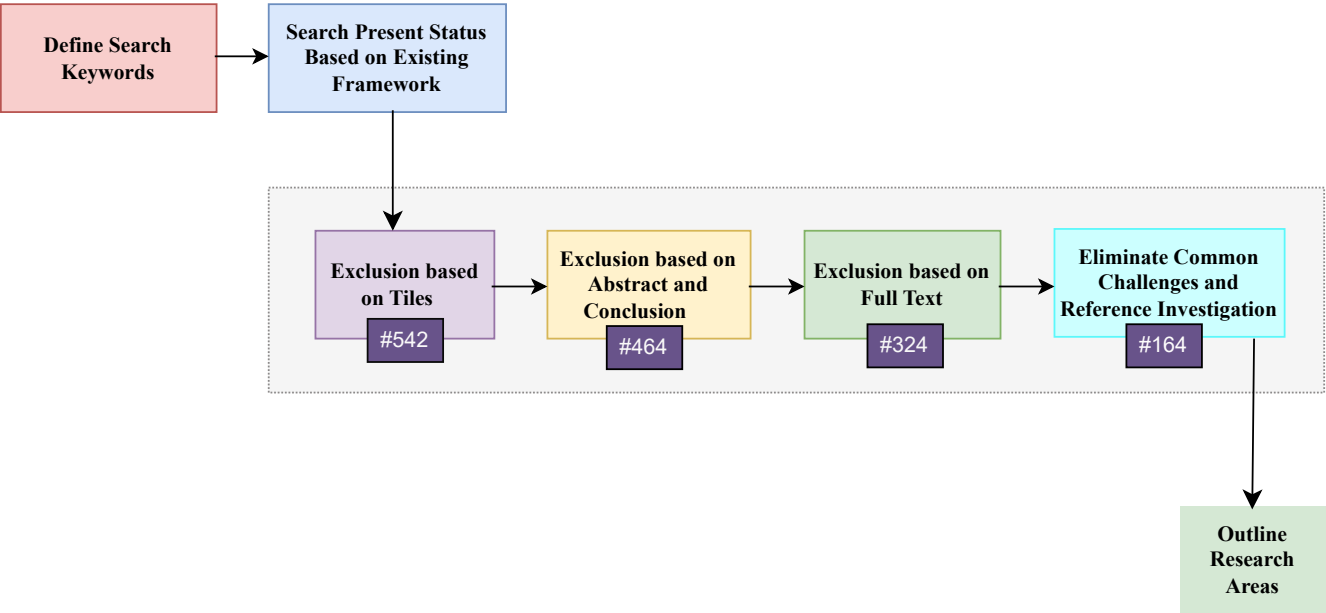 Define Search
Keywords
Search Present Status
Based on Existing
Framework
Exclusion based
on Tiles
#542
Exclusion based on
Abstract and
Conclusion
#464
Exclusion based on
Full Text
#324
Eliminate Common
Challenges and
Reference Investigation
#164
Outline
Research
Areas